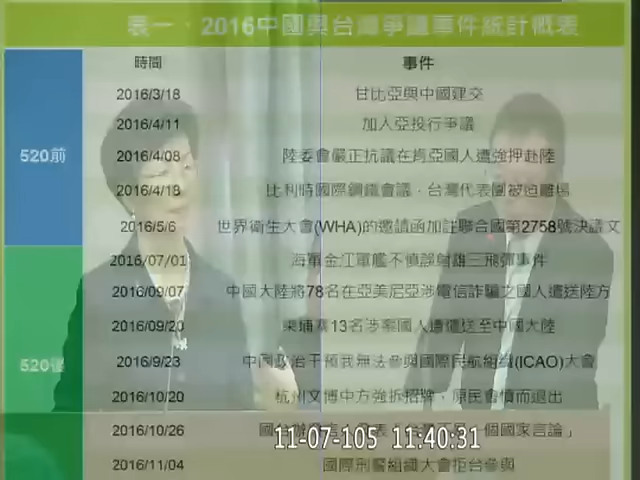 表一、2016中國與台灣爭議事件統計概表
時間 事件
520前
2016/3/18 甘比亞與中國建交
2016/4/11 加入亞投行爭議
2016/4/08 陸委會嚴正抗議在肯亞國人遭強押赴陸
2016/4/18 比利時國際鋼鐵會議，台灣代表團被迫離場
2016/5/6 世界衛生大會(WHA)的邀請函加註聯合國第2758號決議文
520後
2016/07/01 海軍金江軍艦不慎誤射雄三飛彈事件
2016/09/07 中國大陸將78名在亞美尼亞涉電信詐騙之國人遣送陸方
2016/09/20 柬埔寨13名涉案國人遭遣送至中國大陸
2016/9/23 中國政治干預我無法參與國際民航組織(ICAO)大會
2016/10/20 杭州文博中方強拆招牌，原民會憤而退出
2016/10/26 個國家言論」
2016/11/04 國際刑警組織大會拒台參與
11-07-105 11:40:31